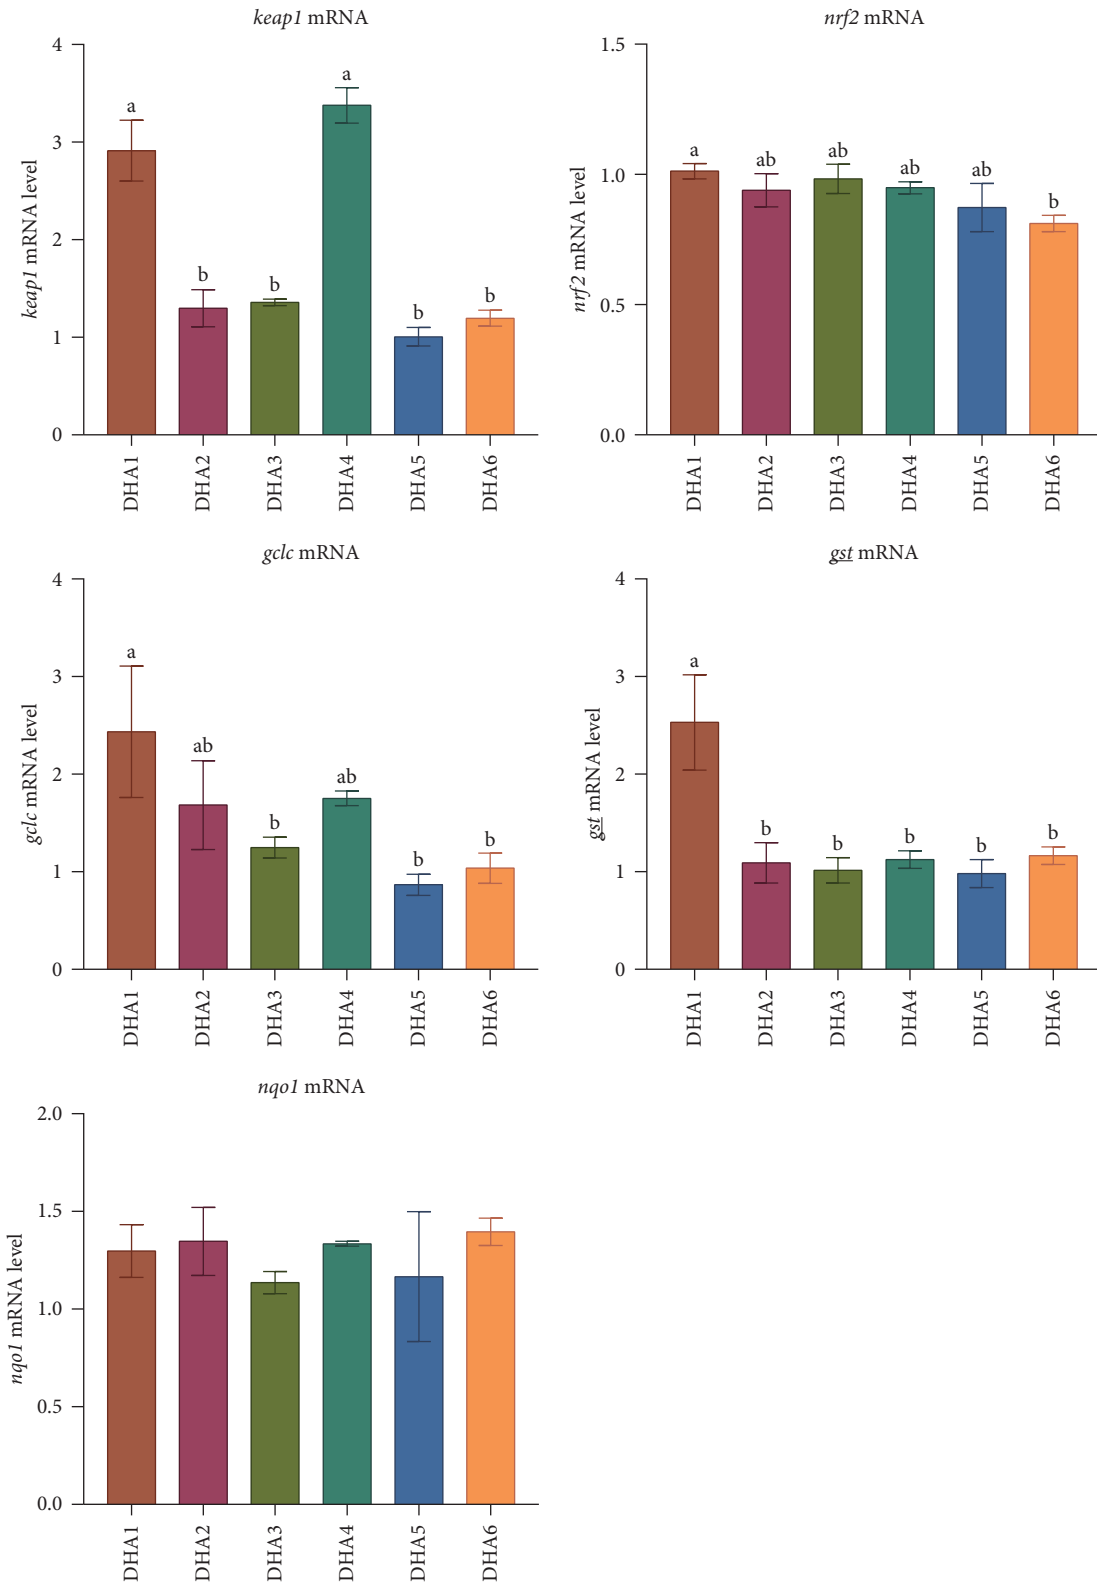 keap1 mRNA
keap1 mRNA level
4
3
2
1
0
a
b
b
a
b
b
DHA1
DHA2
DHA3
DHA4
DHA5
DHA6
nrf2 mRNA
nrf2 mRNA level
1.5
1.0
0.5
0.0
a
ab
ab
ab
ab
b
DHA1
DHA2
DHA3
DHA4
DHA5
DHA6
gclc mRNA
gclc mRNA level
4
3
2
1
0
a
ab
b
ab
b
b
DHA1
DHA2
DHA3
DHA4
DHA5
DHA6
gst mRNA
gst mRNA level
4
3
2
1
0
a
b
b
b
b
b
DHA1
DHA2
DHA3
DHA4
DHA5
DHA6
nqo1 mRNA
nqo1 mRNA level
2.0
1.5
1.0
0.5
0.0
DHA1
DHA2
DHA3
DHA4
DHA5
DHA6